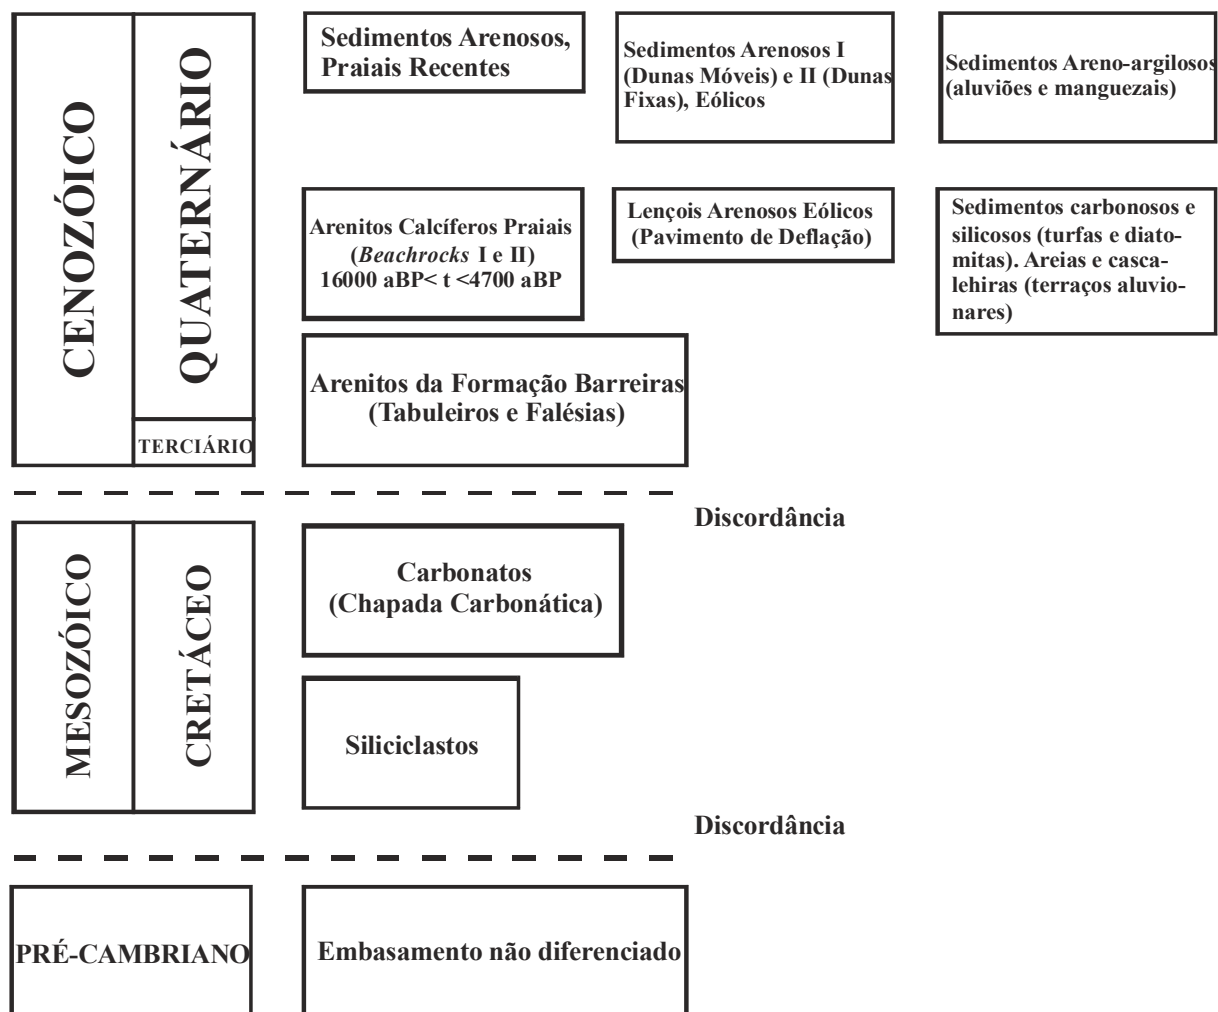 CENOZÓICO
QUATERNÁRIO
TERCIÁRIO
Sedimentos Arenosos,
Praiais Recentes
Sedimentos Arenosos I
(Dunas Móveis) e II (Dunas
Fixas), Eólicos
Sedimentos Areno-argilosos
(aluviões e manguezais)
Arenitos Calcíferos Praiais
(Beachrocks I e II)
16000 aBP< t <4700 aBP
Lençois Arenosos Eólicos
(Pavimento de Deflação)
Sedimentos carbonosos e
silicosos (turfas e diato-
mitas). Areias e casca-
lehiras (terraços aluvio-
nares)
Arenitos da Formação Barreiras
(Tabuleiros e Falésias)
Discordância
MESOZÓICO
CRETÁCEO
Carbonatos
(Chapada Carbonática)
Siliciclastos
Discordância
PRÉ-CAMBRIANO
Embasamento não diferenciado